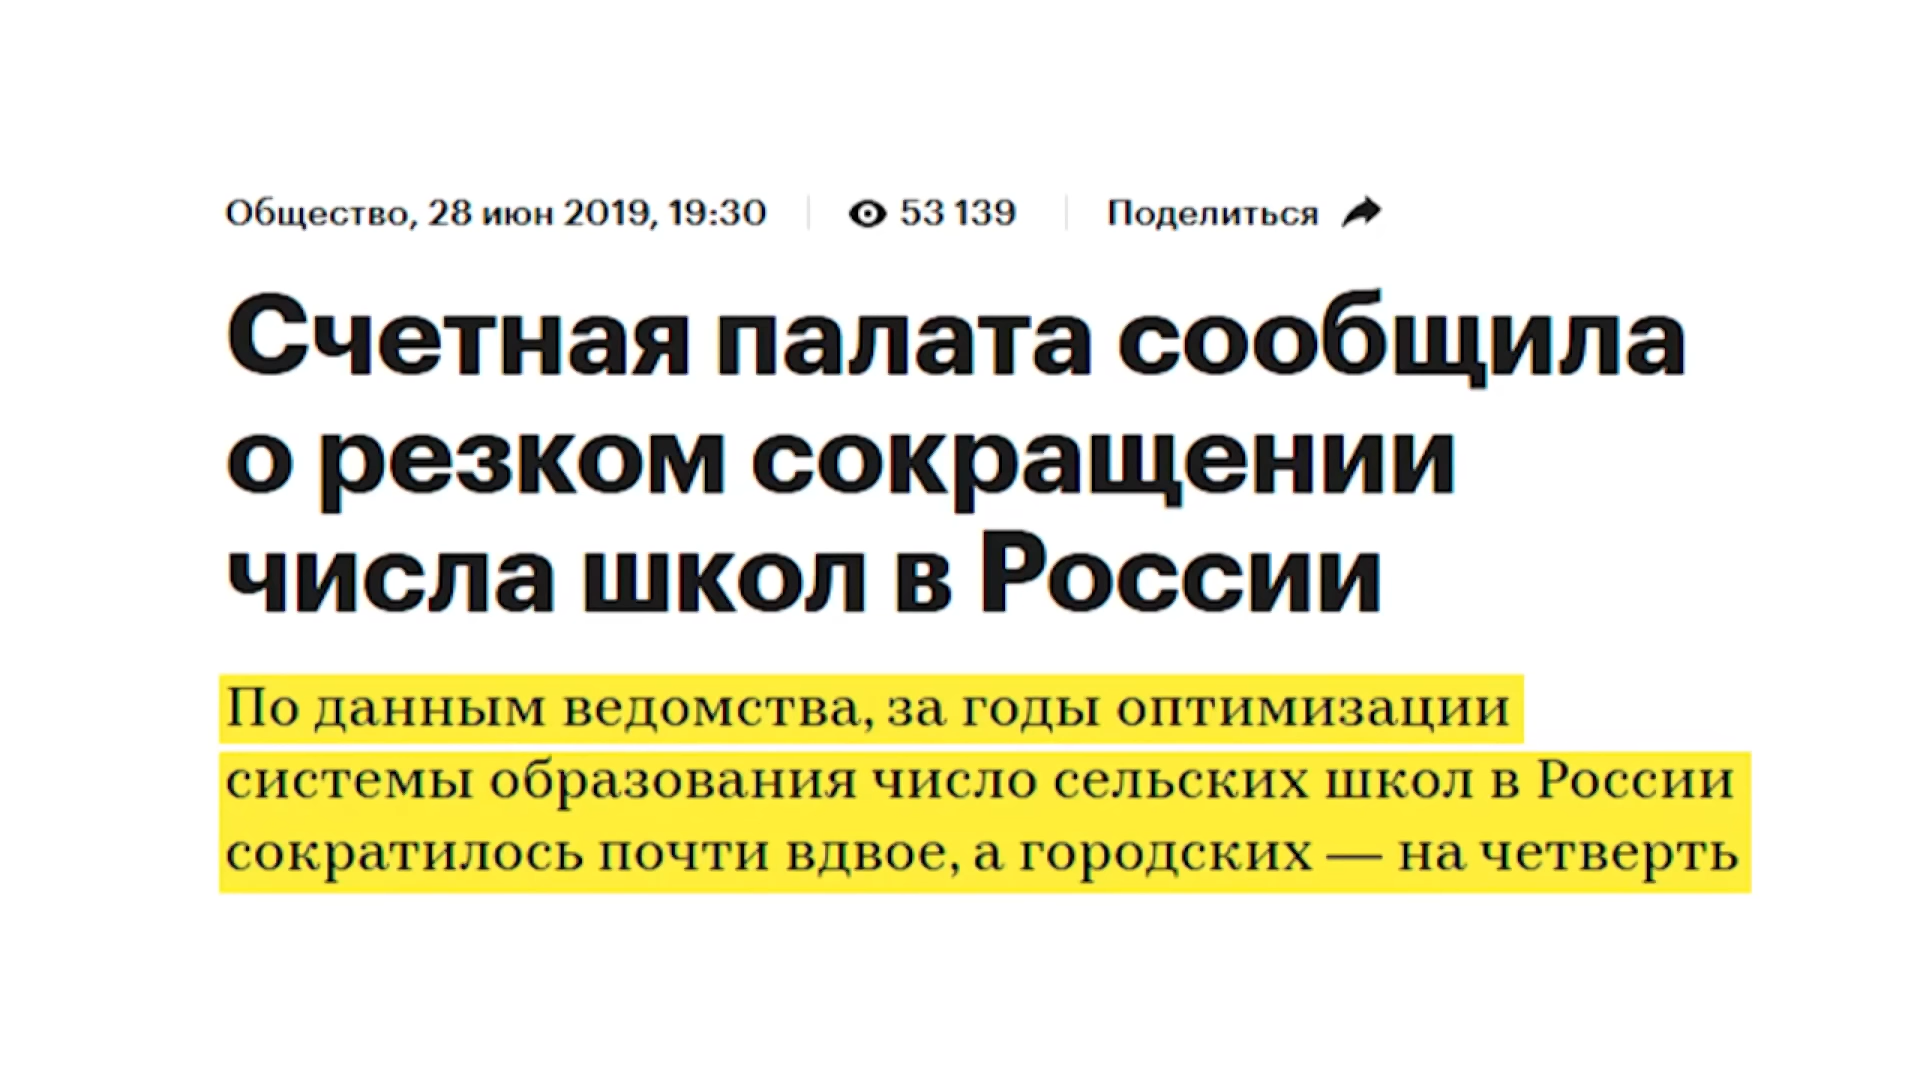 Общество, 28 июн 2019, 19:30 53 139 Поделиться
Счетная палата сообщила
о резком сокращении
числа школ в России
По данным ведомства, за годы оптимизации
системы образования число сельских школ в России
сократилось почти вдвое, а городских — на четверть